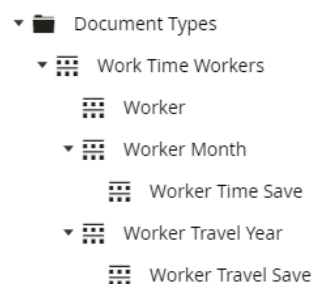 Document Types
Work Time Workers
Worker
Worker Month
Worker Time Save
Worker Travel Year
Worker Travel Save